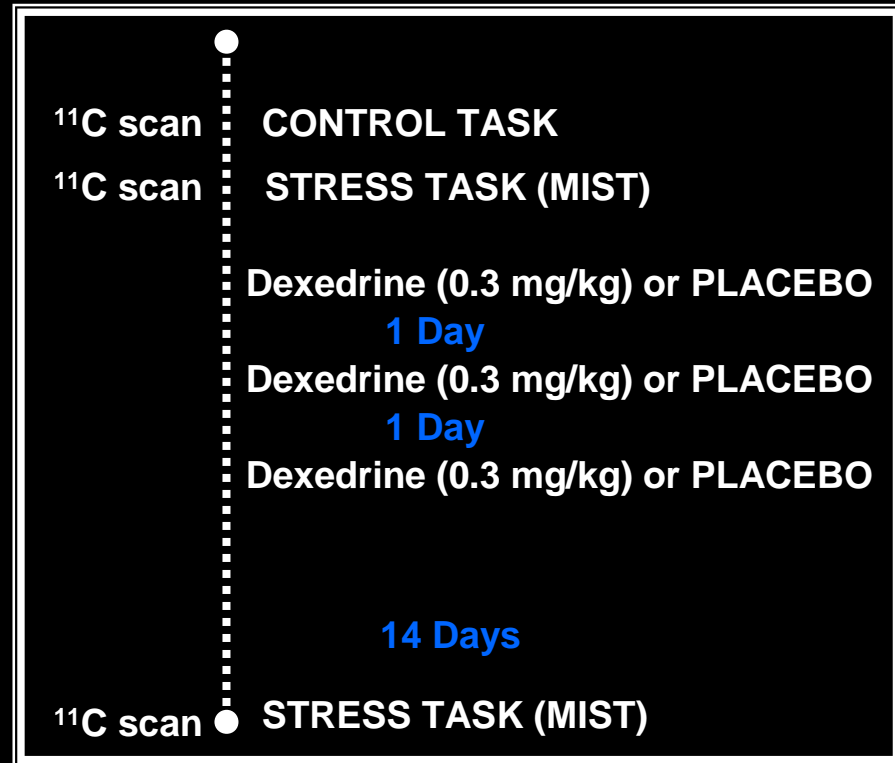 ¹¹C scan CONTROL TASK
¹¹C scan STRESS TASK (MIST)
Dexedrine (0.3 mg/kg) or PLACEBO
1 Day
Dexedrine (0.3 mg/kg) or PLACEBO
1 Day
Dexedrine (0.3 mg/kg) or PLACEBO
14 Days
¹¹C scan STRESS TASK (MIST)